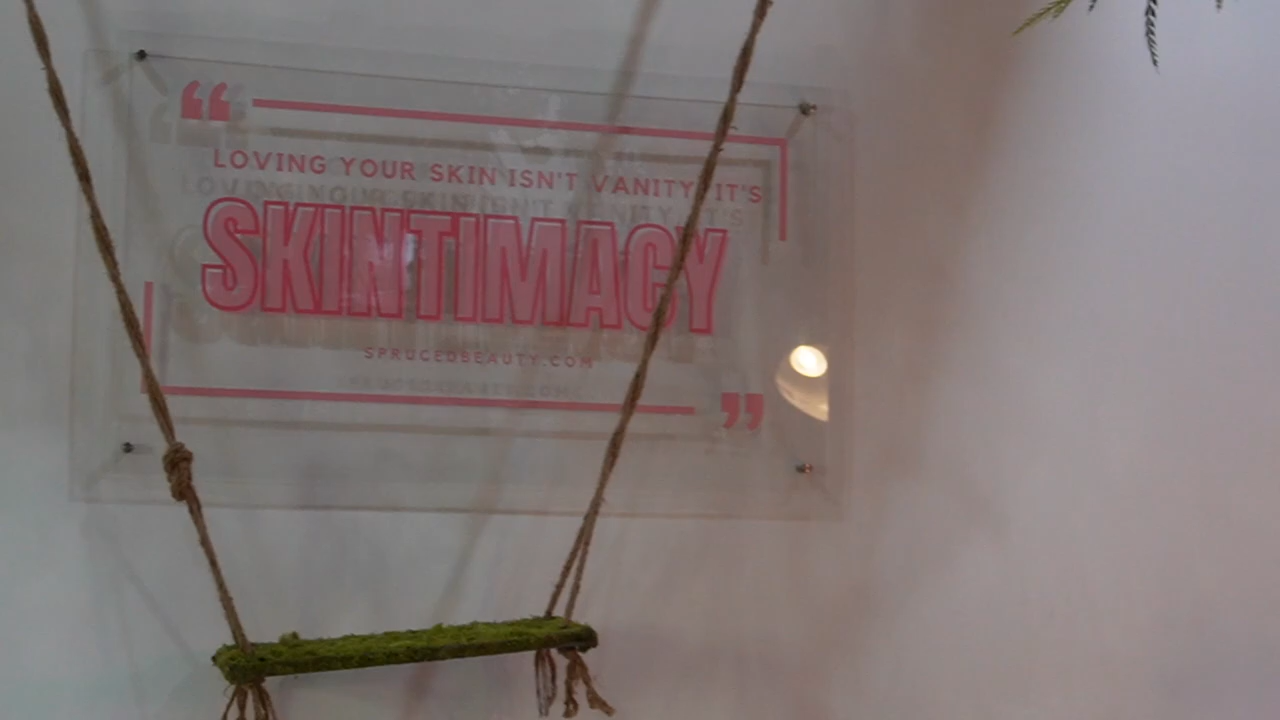 “
LOVING YOUR SKIN ISN'T VANITY, IT'S
SKINTIMACY
SPRUCEDBEAUTY.COM
”